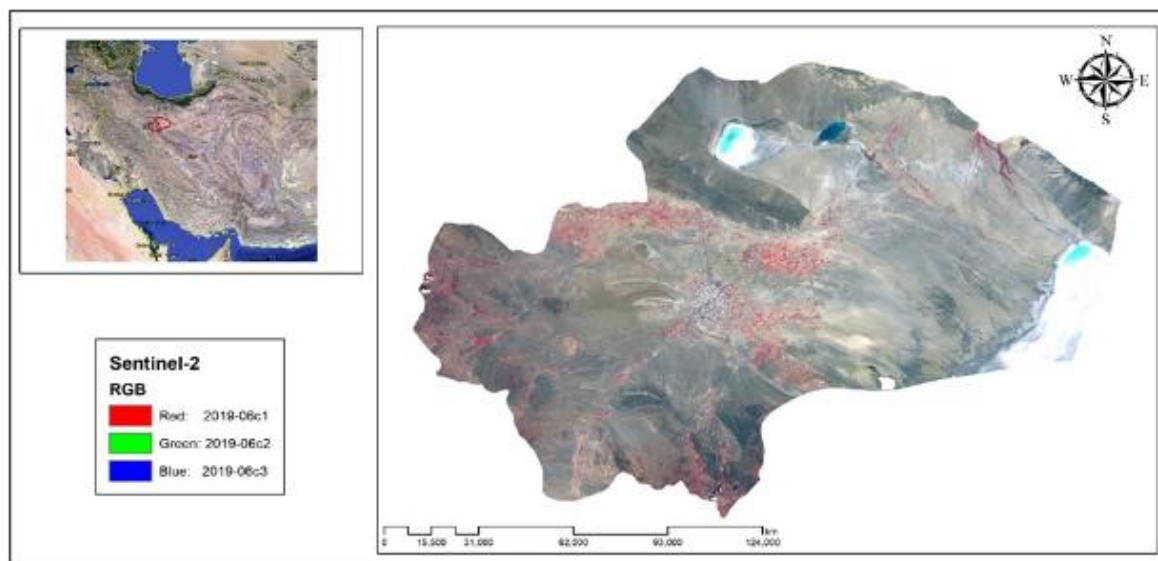 N
W E
S
Sentinel-2
RGB
Red: 2019-06c1
Green: 2019-06c2
Blue: 2019-06c3
km
0 15,500 31,000 62,000 93,000 124,000